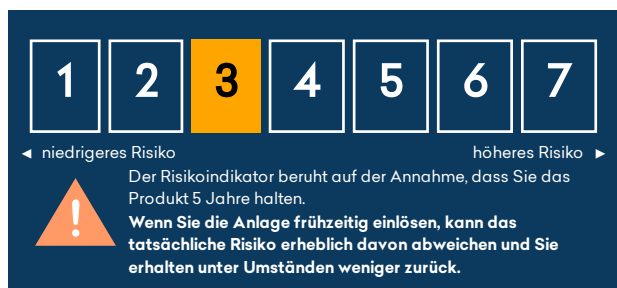 1 2 3 4 5 6 7
◄ niedrigeres Risiko höheres Risiko ►
Der Risikoindikator beruht auf der Annahme, dass Sie das
Produkt 5 Jahre halten.
Wenn Sie die Anlage frühzeitig einlösen, kann das
tatsächliche Risiko erheblich davon abweichen und Sie
erhalten unter Umständen weniger zurück.